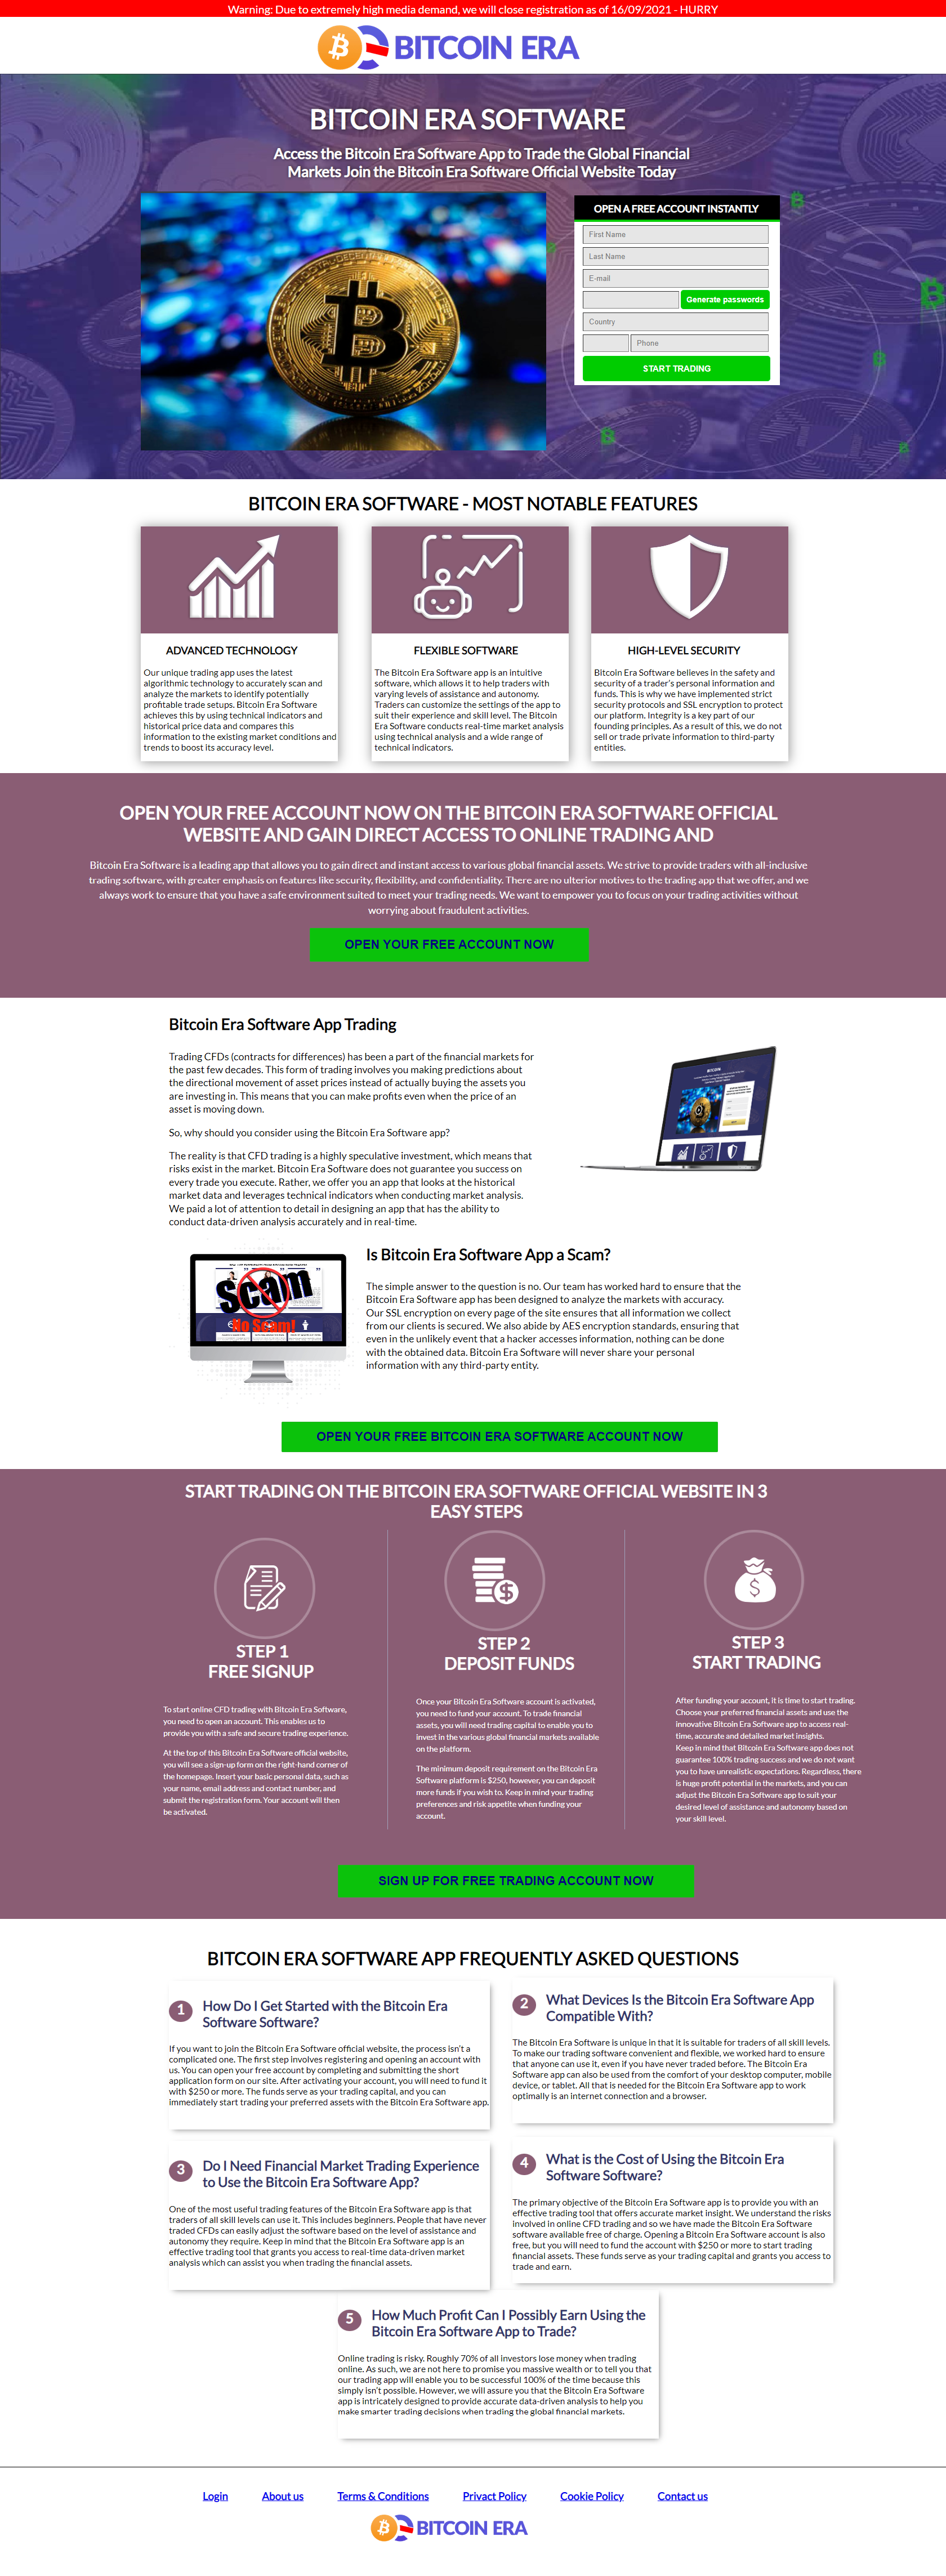 Warning: Due to extremely high media demand, we will close registration as of 16/09/2021 - HURRY
BITCOIN ERA
BITCOIN ERA SOFTWARE
Access the Bitcoin Era Software App to Trade the Global Financial
Markets Join the Bitcoin Era Software Official Website Today
OPEN A FREE ACCOUNT INSTANTLY
First Name
Last Name
E-mail
Generate passwords
Country
Phone
START TRADING
BITCOIN ERA SOFTWARE - MOST NOTABLE FEATURES
ADVANCED TECHNOLOGY
Our unique trading app uses the latest
algorithmic technology to accurately scan and
analyze the markets to identify potentially
profitable trade setups. Bitcoin Era Software
achieves this by using technical indicators and
historical price data and compares this
information to the existing market conditions and
trends to boost its accuracy level.
FLEXIBLE SOFTWARE
The Bitcoin Era Software app is an intuitive
software, which allows it to help traders with
varying levels of assistance and autonomy.
Traders can customize the settings of the app to
suit their experience and skill level. The Bitcoin
Era Software conducts real-time market analysis
using technical analysis and a wide range of
technical indicators.
HIGH-LEVEL SECURITY
Bitcoin Era Software believes in the safety and
security of a trader's personal information and
funds. This is why we have implemented strict
security protocols and SSL encryption to protect
our platform. Integrity is a key part of our
founding principles. As a result of this, we do not
sell or trade private information to third-party
entities.
OPEN YOUR FREE ACCOUNT NOW ON THE BITCOIN ERA SOFTWARE OFFICIAL
WEBSITE AND GAIN DIRECT ACCESS TO ONLINE TRADING AND
Bitcoin Era Software is a leading app that allows you to gain direct and instant access to various global financial assets. We strive to provide traders with all-inclusive
trading software, with greater emphasis on features like security, flexibility, and confidentiality. There are no ulterior motives to the trading app that we offer, and we
always work to ensure that you have a safe environment suited to meet your trading needs. We want to empower you to focus on your trading activities without
worrying about fraudulent activities.
OPEN YOUR FREE ACCOUNT NOW
Bitcoin Era Software App Trading
Trading CFDs (contracts for differences) has been a part of the financial markets for
the past few decades. This form of trading involves you making predictions about
the directional movement of asset prices instead of actually buying the assets you
are investing in. This means that you can make profits even when the price of an
asset is moving down.
So, why should you consider using the Bitcoin Era Software app?
The reality is that CFD trading is a highly speculative investment, which means that
risks exist in the market. Bitcoin Era Software does not guarantee you success on
every trade you execute. Rather, we offer you an app that looks at the historical
market data and leverages technical indicators when conducting market analysis.
We paid a lot of attention to detail in designing an app that has the ability to
conduct data-driven analysis accurately and in real-time.
BITCOIN
Scam
No Scam!
Is Bitcoin Era Software App a Scam?
The simple answer to the question is no. Our team has worked hard to ensure that the
Bitcoin Era Software app has been designed to analyze the markets with accuracy.
Our SSL encryption on every page of the site ensures that all information we collect
from our clients is secured. We also abide by AES encryption standards, ensuring that
even in the unlikely event that a hacker accesses information, nothing can be done
with the obtained data. Bitcoin Era Software will never share your personal
information with any third-party entity.
OPEN YOUR FREE BITCOIN ERA SOFTWARE ACCOUNT NOW
START TRADING ON THE BITCOIN ERA SOFTWARE OFFICIAL WEBSITE IN 3
EASY STEPS
STEP 1
FREE SIGNUP
To start online CFD trading with Bitcoin Era Software,
you need to open an account. This enables us to
provide you with a safe and secure trading experience.
At the top of this Bitcoin Era Software official website,
you will see a sign-up form on the right-hand corner of
the homepage. Insert your basic personal data, such as
your name, email address and contact number, and
submit the registration form. Your account will then
be activated.
STEP 2
DEPOSIT FUNDS
Once your Bitcoin Era Software account is activated,
you need to fund your account. To trade financial
assets, you will need trading capital to enable you to
invest in the various global financial markets available
on the platform.
The minimum deposit requirement on the Bitcoin Era
Software platform is $250, however, you can deposit
more funds if you wish to. Keep in mind your trading
preferences and risk appetite when funding your
account.
STEP 3
START TRADING
After funding your account, it is time to start trading.
Choose your preferred financial assets and use the
innovative Bitcoin Era Software app to access real-
time, accurate and detailed market insights.
Keep in mind that Bitcoin Era Software app does not
guarantee 100% trading success and we do not want
you to have unrealistic expectations. Regardless, there
is huge profit potential in the markets, and you can
adjust the Bitcoin Era Software app to suit your
desired level of assistance and autonomy based on
your skill level.
SIGN UP FOR FREE TRADING ACCOUNT NOW
BITCOIN ERA SOFTWARE APP FREQUENTLY ASKED QUESTIONS
1
How Do I Get Started with the Bitcoin Era
Software Software?
If you want to join the Bitcoin Era Software official website, the process isn't a
complicated one. The first step involves registering and opening an account with
us. You can open your free account by completing and submitting the short
application form on our site. After activating your account, you will need to fund it
with $250 or more. The funds serve as your trading capital, and you can
immediately start trading your preferred assets with the Bitcoin Era Software app.
2
What Devices Is the Bitcoin Era Software App
Compatible With?
The Bitcoin Era Software is unique in that it is suitable for traders of all skill levels.
To make our trading software convenient and flexible, we worked hard to ensure
that anyone can use it, even if you have never traded before. The Bitcoin Era
Software app can also be used from the comfort of your desktop computer, mobile
device, or tablet. All that is needed for the Bitcoin Era Software app to work
optimally is an internet connection and a browser.
3
Do I Need Financial Market Trading Experience
to Use the Bitcoin Era Software App?
One of the most useful trading features of the Bitcoin Era Software app is that
traders of all skill levels can use it. This includes beginners. People that have never
traded CFDs can easily adjust the software based on the level of assistance and
autonomy they require. Keep in mind that the Bitcoin Era Software app is an
effective trading tool that grants you access to real-time data-driven market
analysis which can assist you when trading the financial assets.
4
What is the Cost of Using the Bitcoin Era
Software Software?
The primary objective of the Bitcoin Era Software app is to provide you with an
effective trading tool that offers accurate market insight. We understand the risks
involved in online CFD trading and so we have made the Bitcoin Era Software
software available free of charge. Opening a Bitcoin Era Software account is also
free, but you will need to fund the account with $250 or more to start trading
financial assets. These funds serve as your trading capital and grants you access to
trade and earn.
5
How Much Profit Can I Possibly Earn Using the
Bitcoin Era Software App to Trade?
Online trading is risky. Roughly 70% of all investors lose money when trading
online. As such, we are not here to promise you massive wealth or to tell you that
our trading app will enable you to be successful 100% of the time because this
simply isn't possible. However, we will assure you that the Bitcoin Era Software
app is intricately designed to provide accurate data-driven analysis to help you
make smarter trading decisions when trading the global financial markets.
Login
About us
Terms & Conditions
Privact Policy
Cookie Policy
Contact us
BITCOIN ERA